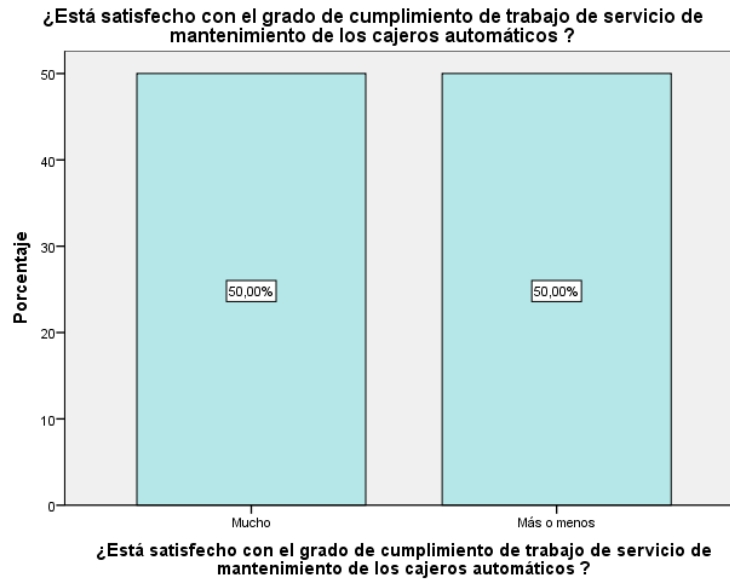 ¿Está satisfecho con el grado de cumplimiento de trabajo de servicio de
mantenimiento de los cajeros automáticos ?
50
40
30
20
10
0
Porcentaje
50,00%
50,00%
Mucho
Más o menos
¿Está satisfecho con el grado de cumplimiento de trabajo de servicio de
mantenimiento de los cajeros automáticos ?